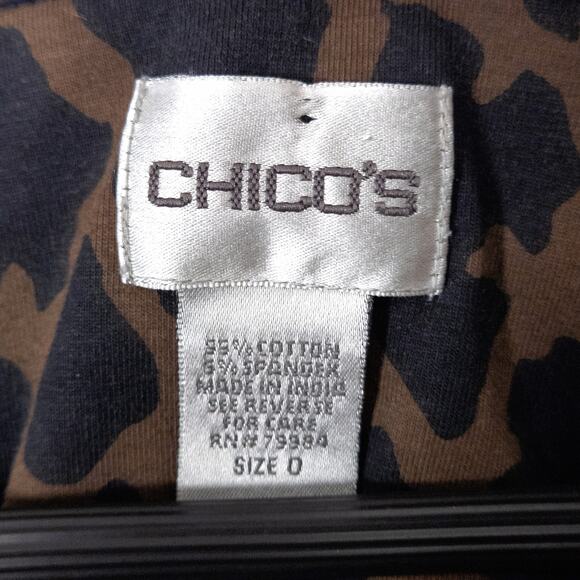 CHICO'S
95% COTTON
5% SPANDEX
MADE IN INDIA
SEE REVERSE
FOR CARE
RN# 79984
SIZE 0